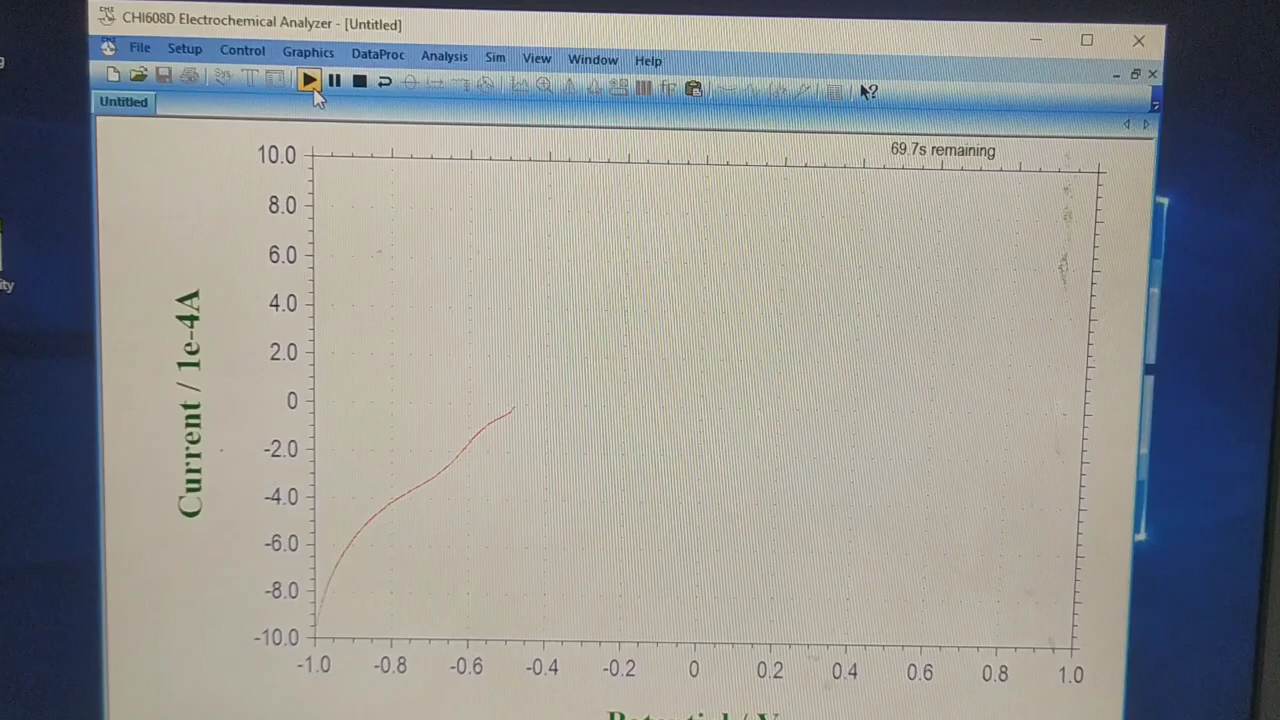 CHI608D Electrochemical Analyzer - [Untitled]
File Setup Control Graphics DataProc Analysis Sim View Window Help
Untitled
69.7s remaining
10.0
8.0
6.0
4.0
2.0
0
-2.0
-4.0
-6.0
-8.0
-10.0
Current / 1e-4A
-1.0 -0.8 -0.6 -0.4 -0.2 0 0.2 0.4 0.6 0.8 1.0
Potential / V